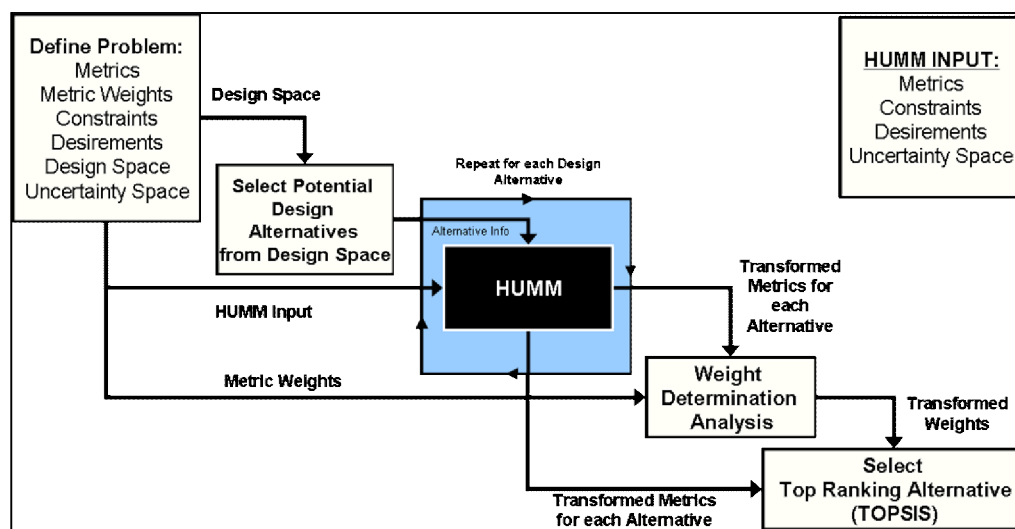 Define Problem:
Metrics
Metric Weights
Constraints
Desirements
Design Space
Uncertainty Space
Design Space
HUMM INPUT:
Metrics
Constraints
Desirements
Uncertainty Space
Select Potential
Design
Alternatives
from Design Space
Repeat for each Design
Alternative
Alternative Info
HUMM
HUMM Input
Transformed
Metrics for
each
Alternative
Metric Weights
Weight
Determination
Analysis
Transformed
Weights
Transformed Metrics
for each Alternative
Select
Top Ranking Alternative
(TOPSIS)